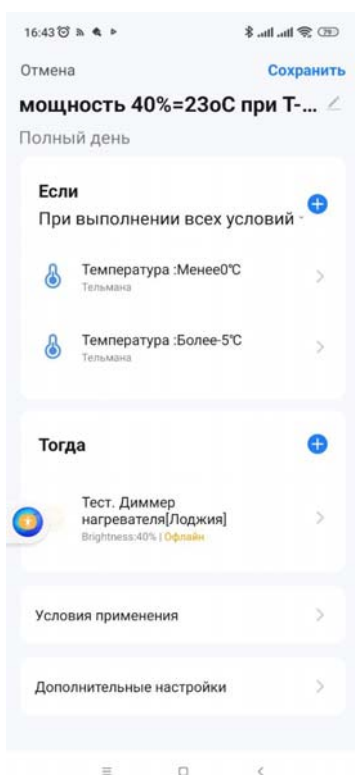 16:43
79
Отмена
Сохранить
мощность 40%=23оС при Т-...
Полный день
Если
При выполнении всех условий
Температура :Менее0°C
Тельмана
Температура :Более-5°C
Тельмана
Тогда
Тест. Диммер
нагревателя[Лоджия]
Brightness:40% | Офлайн
Условия применения
Дополнительные настройки